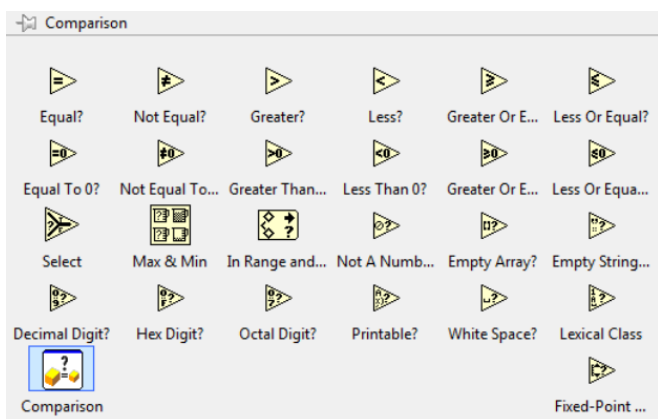 Comparison
Equal? Not Equal? Greater? Less? Greater Or E... Less Or Equal?
Equal To 0? Not Equal To... Greater Than... Less Than 0? Greater Or E... Less Or Equa...
Select Max & Min In Range and... Not A Numb... Empty Array? Empty String...
Decimal Digit? Hex Digit? Octal Digit? Printable? White Space? Lexical Class
Comparison Fixed-Point ...